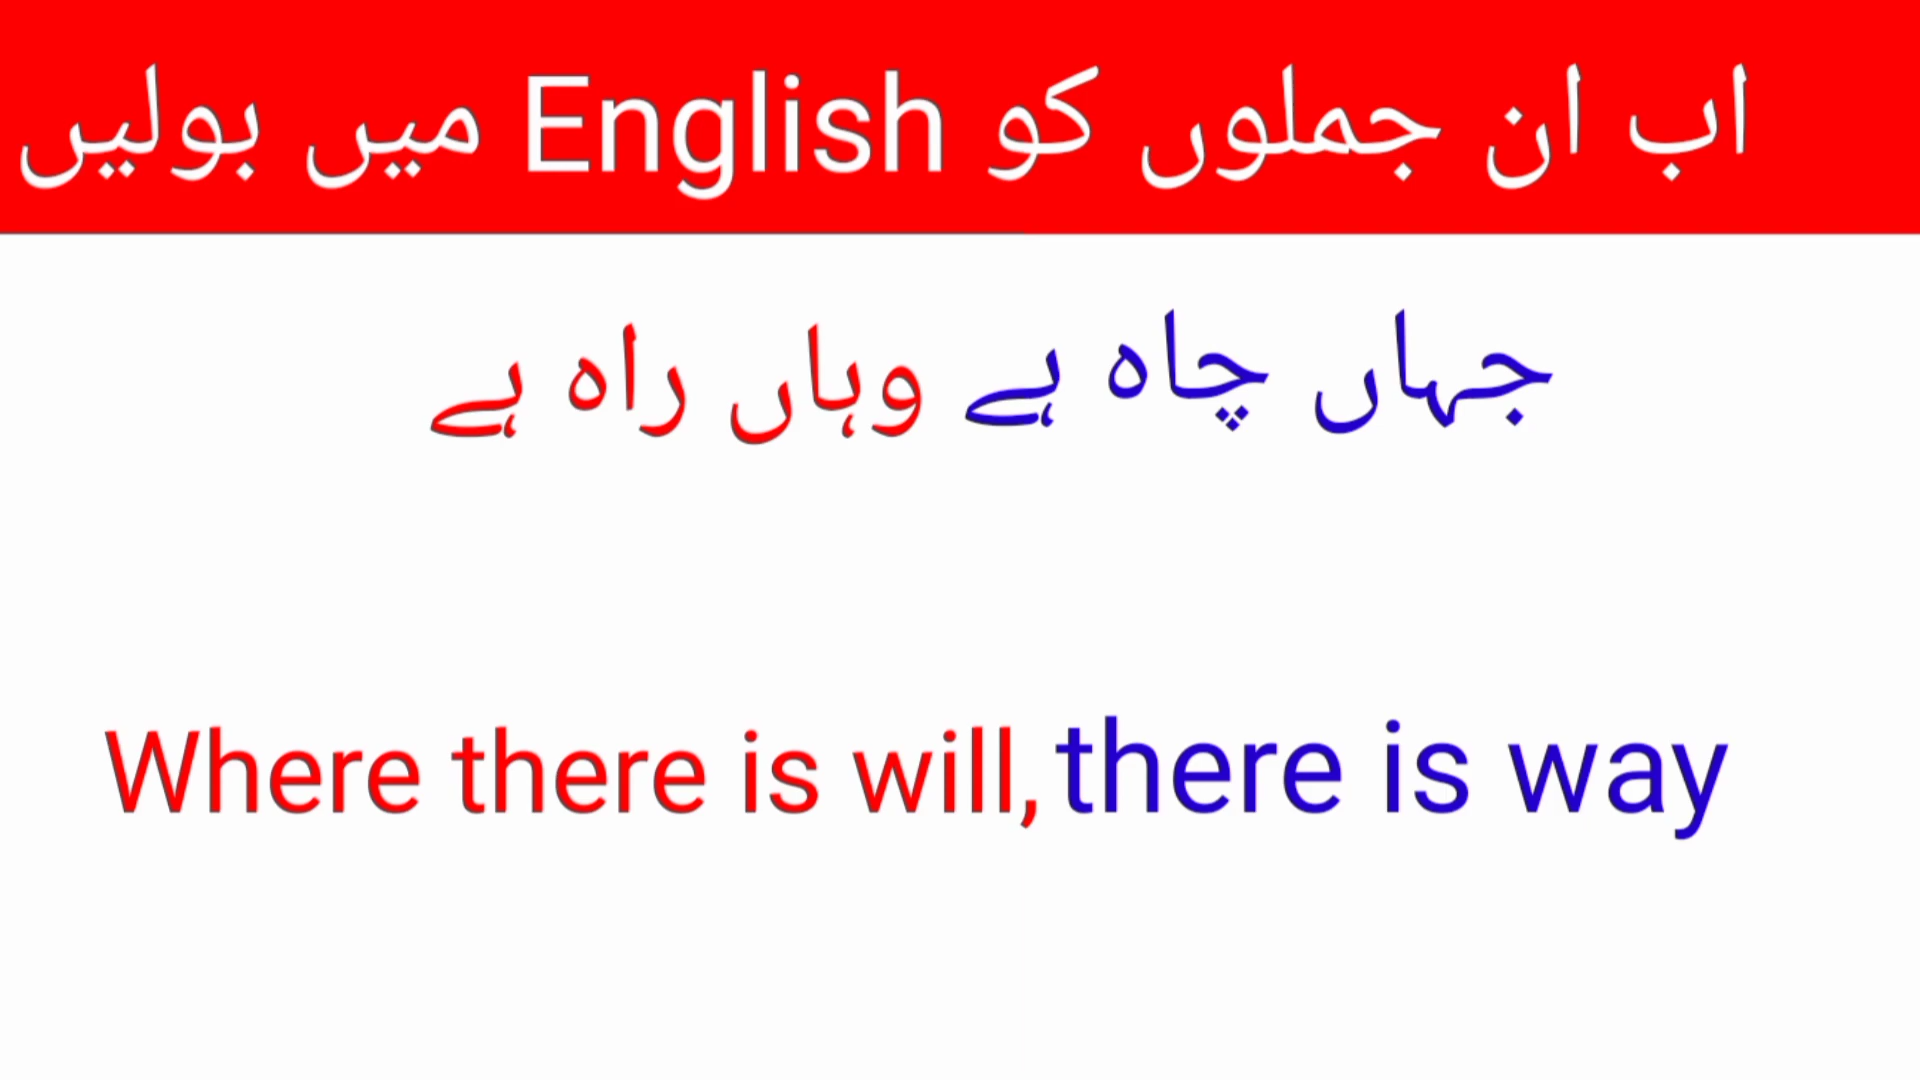 اب ان جملوں کو English میں بولیں
جہاں چاہ ہے وہاں راہ ہے
Where there is will, there is way